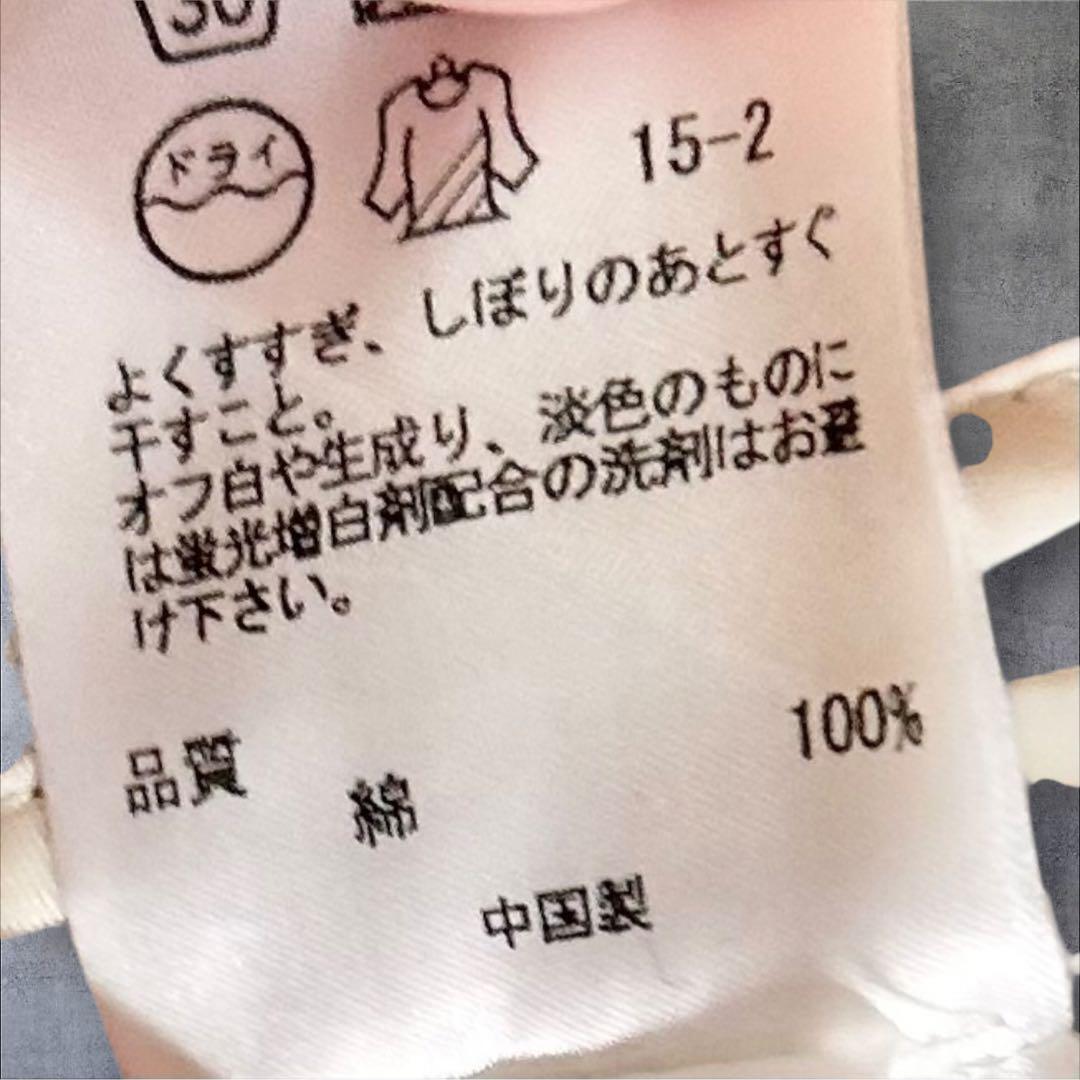 30
ドライ
15-2
よくすすぎ、しぼりのあとすぐ
干すこと。
オフ白や生成り、淡色のものに
は蛍光増白剤配合の洗剤はお避
け下さい。
品質
綿 100%
中国製